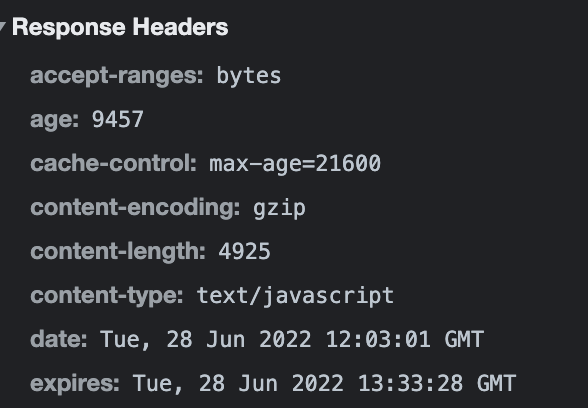 Response Headers
accept-ranges: bytes
age: 9457
cache-control: max-age=21600
content-encoding: gzip
content-length: 4925
content-type: text/javascript
date: Tue, 28 Jun 2022 12:03:01 GMT
expires: Tue, 28 Jun 2022 13:33:28 GMT